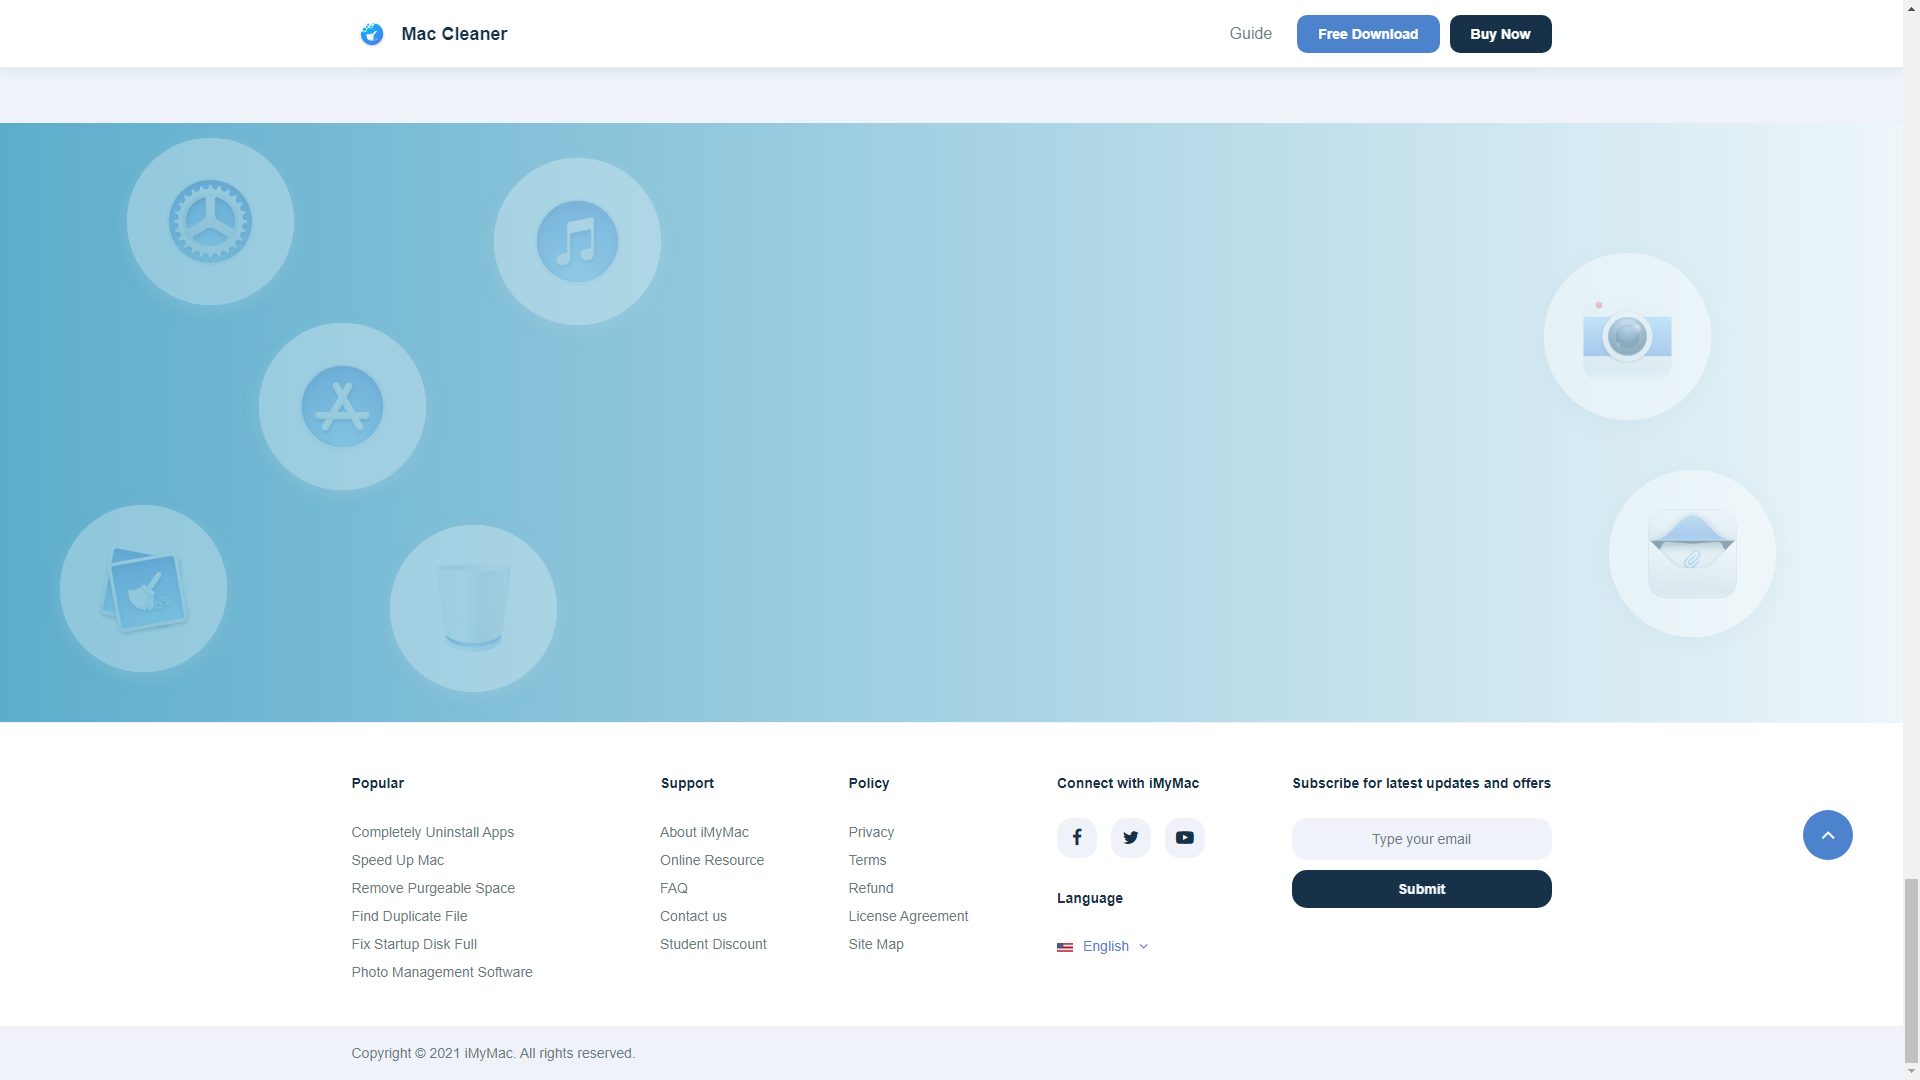 Mac Cleaner
Guide
Free Download
Buy Now
Popular
Completely Uninstall Apps
Speed Up Mac
Remove Purgeable Space
Find Duplicate File
Fix Startup Disk Full
Photo Management Software
Support
About iMyMac
Online Resource
FAQ
Contact us
Student Discount
Policy
Privacy
Terms
Refund
License Agreement
Site Map
Connect with iMyMac
Language
English
Subscribe for latest updates and offers
Type your email
Submit
Copyright © 2021 iMyMac. All rights reserved.